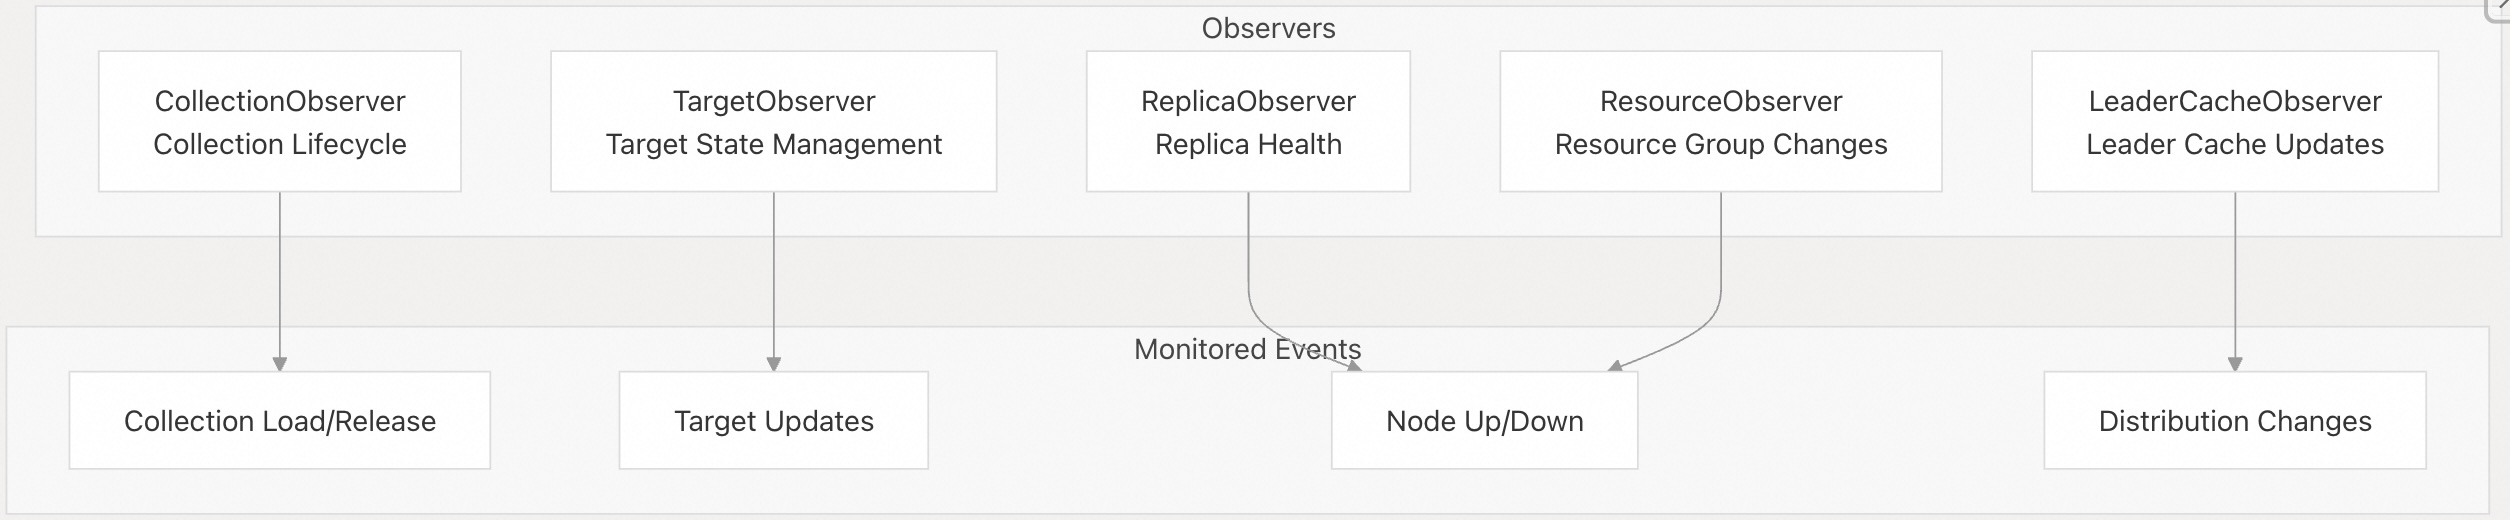 Observers
CollectionObserver
Collection Lifecycle
TargetObserver
Target State Management
ReplicaObserver
Replica Health
ResourceObserver
Resource Group Changes
LeaderCacheObserver
Leader Cache Updates
Monitored Events
Collection Load/Release
Target Updates
Node Up/Down
Distribution Changes